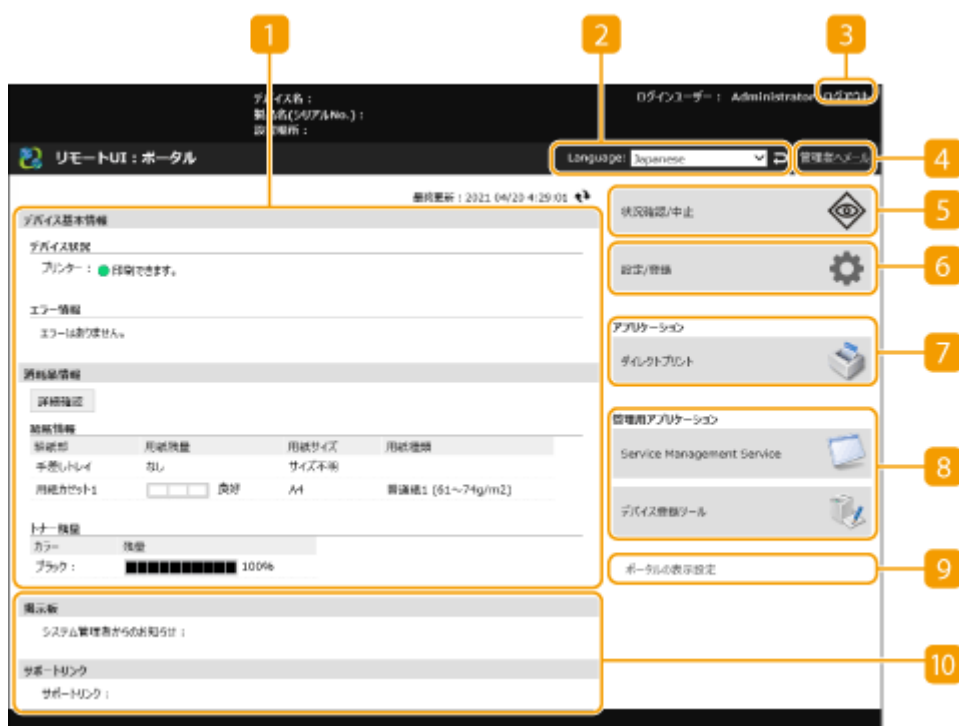 1
2
3
デバイス名 :
製品名(シリアルNo.) :
設置場所 :
ログインユーザー : Administrator ログアウト
リモートUI : ポータル
Language: Japanese
管理者へメール
4
最終更新 : 2021 04/20 4:29:01
デバイス基本情報
デバイス状況
プリンター : 印刷できます。
エラー情報
エラーはありません。
消耗品情報
詳細確認
給紙情報
給紙部 用紙残量 用紙サイズ 用紙種類
手差しトレイ なし サイズ不明
用紙カセット1 良好 A4 普通紙1 (61～74g/m2)
トナー残量
カラー 残量
ブラック : 100%
掲示板
システム管理者からのお知らせ :
サポートリンク
サポートリンク :
状況確認/中止
5
設定/登録
6
アプリケーション
ダイレクトプリント
7
管理用アプリケーション
Service Management Service
8
デバイス情報ツール
ポータルの表示設定
9
10